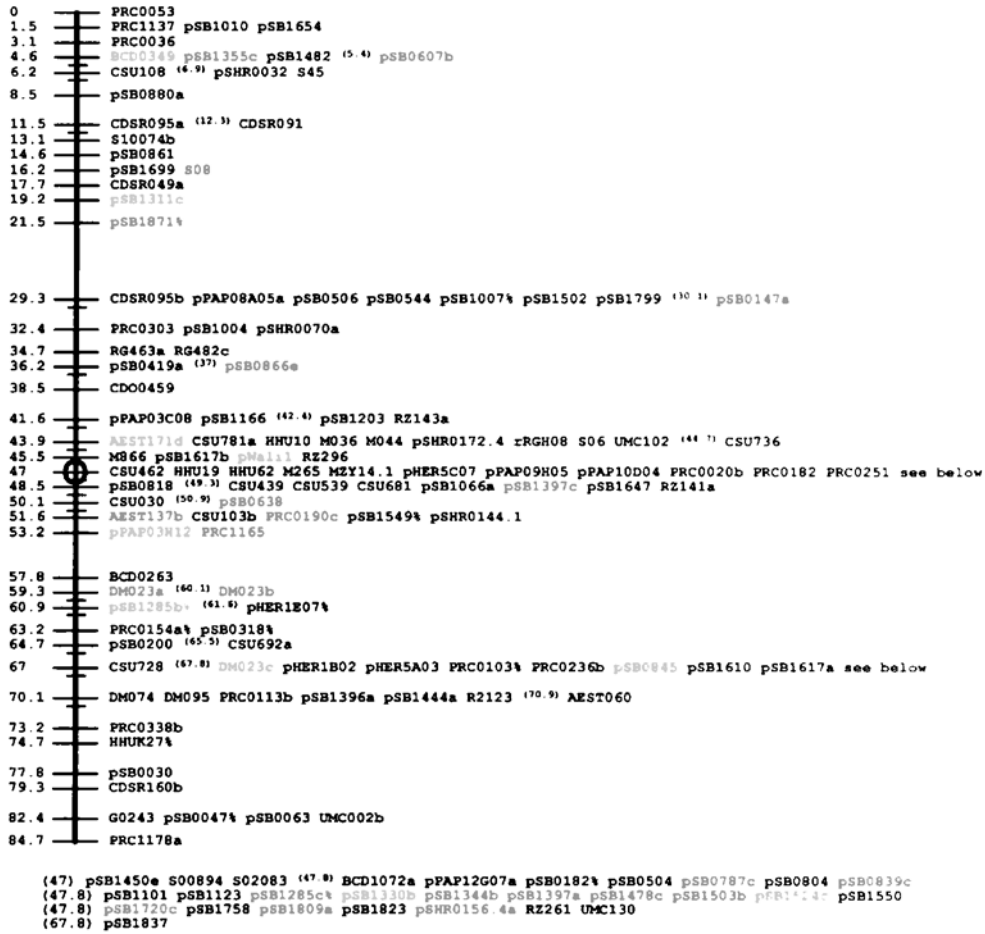 0 PRC0053
1.5 PRC1137 pSB1010 pSB1654
3.1 PRC0036
4.6 BCD0349 pSB1355c pSB1482 (5.4) pSB0607b
6.2 CSU108 (6.9) pSHR0032 S45
8.5 pSB0880a
11.5 CDSR095a (12.3) CDSR091
13.1 S10074b
14.6 pSB0861
16.2 pSB1699 S08
17.7 CDSR049a
19.2 pSB1311c
21.5 pSB1871%
29.3 CDSR095b pPAP08A05a pSB0506 pSB0544 pSB1007% pSB1502 pSB1799 (30.1) pSB0147a
32.4 PRC0303 pSB1004 pSHR0070a
34.7 RG463a RG482c
36.2 pSB0419a (37) pSB0866e
38.5 CDO0459
41.6 pPAP03C08 pSB1166 (42.4) pSB1203 RZ143a
43.9 AEST171d CSU781a HHU10 M036 M044 pSHR0172.4 rRGH08 S06 UMC102 (44.7) CSU736
45.5 M866 pSB1617b pWali1 RZ296
47 CSU462 HHU19 HHU62 M265 MZY14.1 pHER5C07 pPAP09H05 pPAP10D04 PRC0020b PRC0182 PRC0251 see below
48.5 pSB0818 (49.3) CSU439 CSU539 CSU681 pSB1066a pSB1397c pSB1647 RZ141a
50.1 CSU030 (50.9) pSB0638
51.6 AEST137b CSU103b PRC0190c pSB1549% pSHR0144.1
53.2 pPAP03H12 PRC1165
57.8 BCD0263
59.3 DM023a (60.1) DM023b
60.9 pSB1285b (61.6) pHER1E07%
63.2 PRC0154a% pSB0318%
64.7 pSB0200 (65.5) CSU692a
67 CSU728 (67.8) DM023c pHER1B02 pHER5A03 PRC0103% PRC0236b pSB0845 pSB1610 pSB1617a see below
70.1 DM074 DM095 PRC0113b pSB1396a pSB1444a R2123 (70.9) AEST060
73.2 PRC0338b
74.7 HHUK27%
77.8 pSB0030
79.3 CDSR160b
82.4 G0243 pSB0047% pSB0063 UMC002b
84.7 PRC1178a
(47) pSB1450e S00894 S02083 (47.8) BCD1072a pPAP12G07a pSB0182% pSB0504 pSB0787c pSB0804 pSB0839c
(47.8) pSB1101 pSB1123 pSB1285c% pSB1330b pSB1344b pSB1397a pSB1478c pSB1503b pSB1550
(47.8) pSB1720c pSB1758 pSB1809a pSB1823 pSHR0156.4a RZ261 UMC130
(67.8) pSB1837